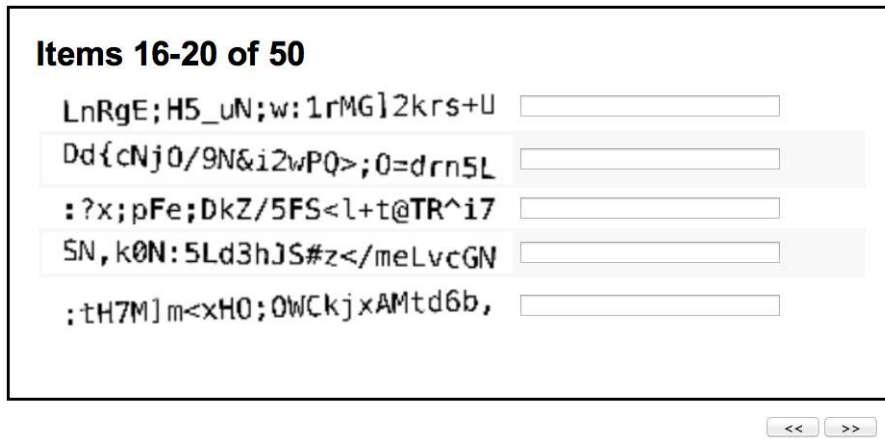 Items 16-20 of 50
LnRgE;H5_uN;w:1rMG]2krs+U
Dd{cNjO/9N&i2wPQ>;0=drn5L
:?x;pFe;DkZ/5FS<l+t@TR^i7
SN,k0N:5Ld3hJS#z</meLvcGN
:tH7M]m<xHO;OWCkjxAMtd6b,
<< >>